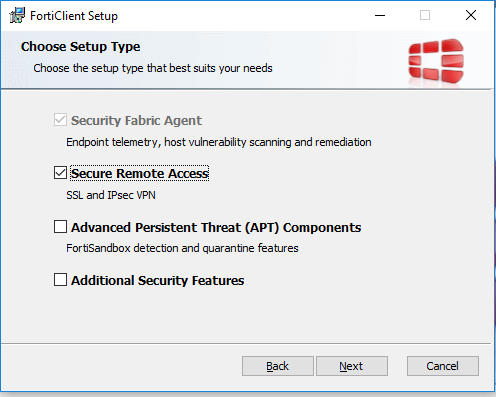 FortiClient Setup
Choose Setup Type
Choose the setup type that best suits your needs
Security Fabric Agent
Endpoint telemetry, host vulnerability scanning and remediation
Secure Remote Access
SSL and IPsec VPN
Advanced Persistent Threat (APT) Components
FortiSandbox detection and quarantine features
Additional Security Features
Back Next Cancel